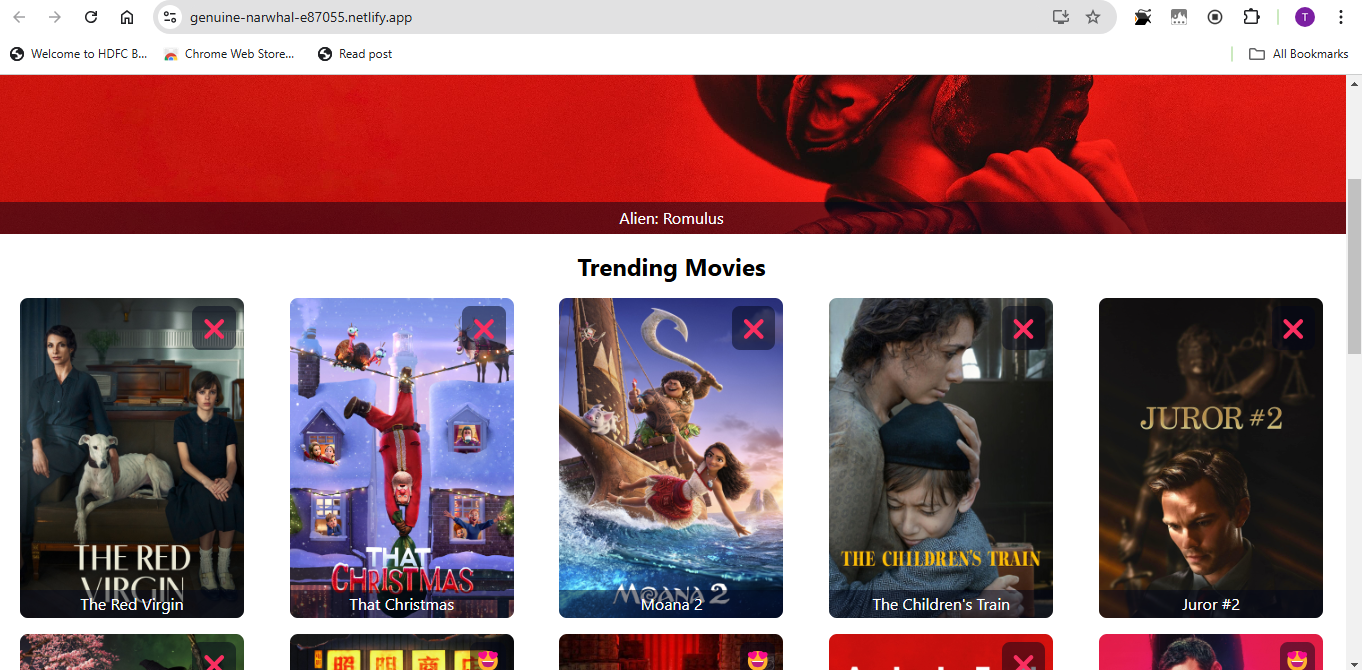 genuine-narwhal-e87055.netlify.app
T
Welcome to HDFC B...
Chrome Web Store...
Read post
All Bookmarks
Alien: Romulus
Trending Movies
THE RED
VIRGIN
The Red Virgin
THAT
CHRISTMAS
That Christmas
MOANA 2
Moana 2
THE CHILDREN'S TRAIN
The Children's Train
JUROR #2
Juror #2